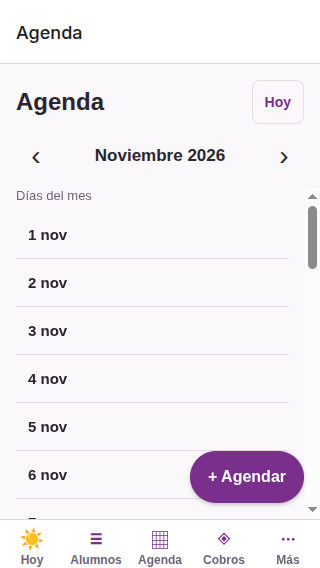 Agenda
Agenda
Hoy
‹ Noviembre 2026 ›
Días del mes
1 nov
2 nov
3 nov
4 nov
5 nov
6 nov
+ Agendar
Hoy Alumnos Agenda Cobros Más